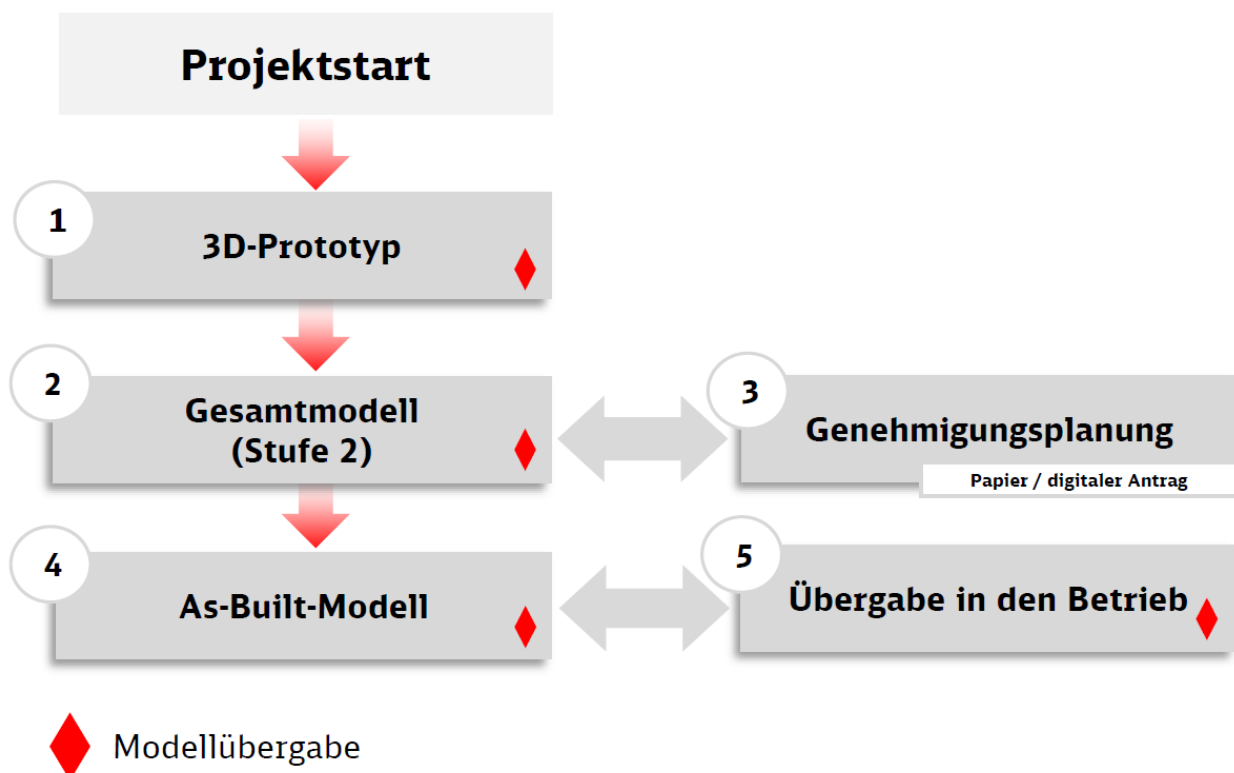 Projektstart
1
3D-Prototyp
2
Gesamtmodell
(Stufe 2)
3
Genehmigungsplanung
Papier / digitaler Antrag
4
As-Built-Modell
5
Übergabe in den Betrieb
Modellübergabe